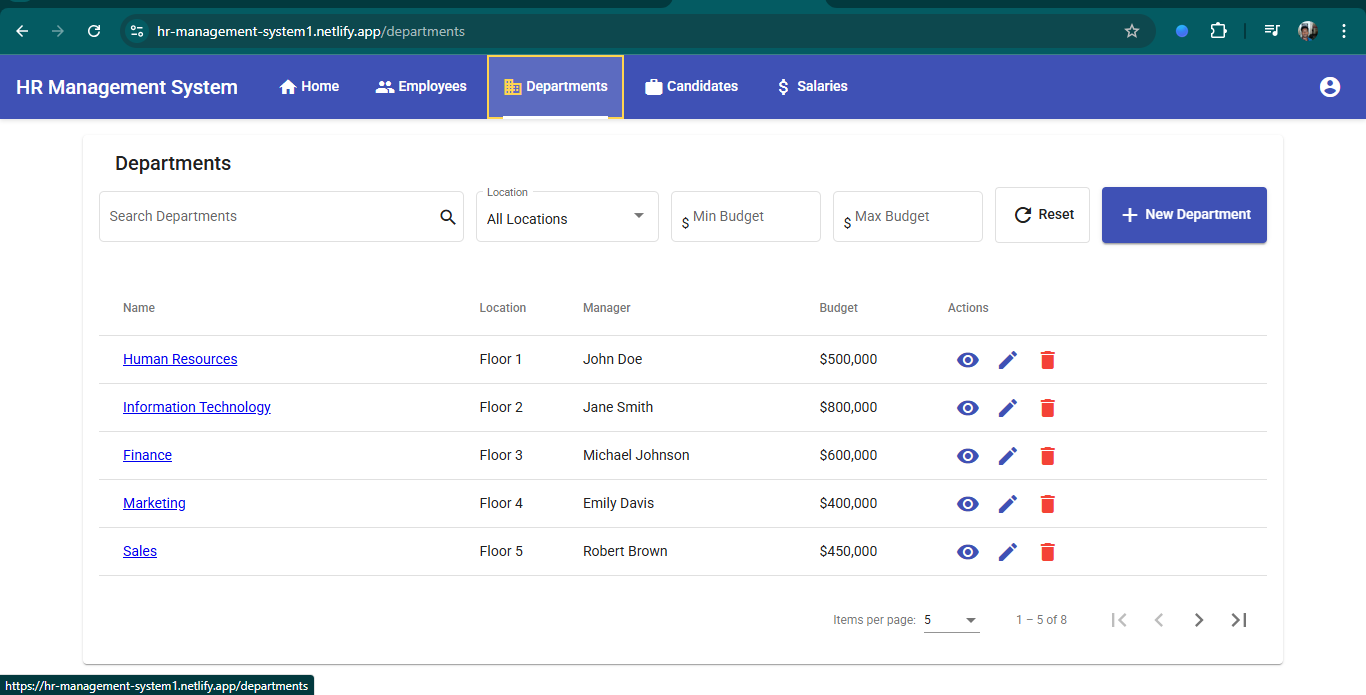 hr-management-system1.netlify.app/departments
HR Management System Home Employees Departments Candidates $ Salaries
Departments
Location
Search Departments All Locations $ Min Budget $ Max Budget Reset + New Department
Name Location Manager Budget Actions
Human Resources Floor 1 John Doe $500,000
Information Technology Floor 2 Jane Smith $800,000
Finance Floor 3 Michael Johnson $600,000
Marketing Floor 4 Emily Davis $400,000
Sales Floor 5 Robert Brown $450,000
Items per page: 5 1 – 5 of 8
https://hr-management-system1.netlify.app/departments